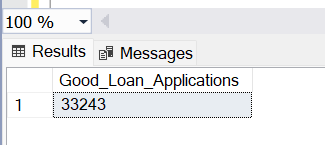 100 %
Results Messages
Good_Loan_Applications
1 33243